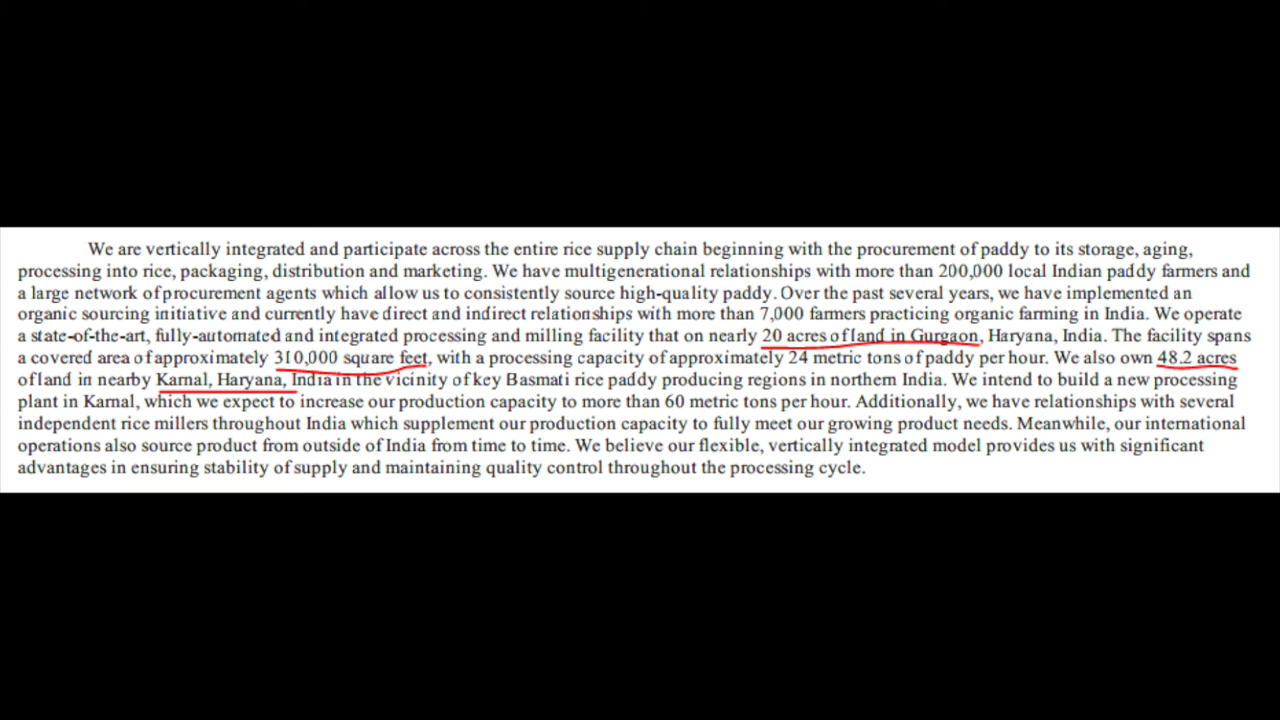 We are vertically integrated and participate across the entire rice supply chain beginning with the procurement of paddy to its storage, aging,
processing into rice, packaging, distribution and marketing. We have multigenerational relationships with more than 200,000 local Indian paddy farmers and
a large network of procurement agents which allow us to consistently source high-quality paddy. Over the past several years, we have implemented an
organic sourcing initiative and currently have direct and indirect relationships with more than 7,000 farmers practicing organic farming in India. We operate
a state-of-the-art, fully-automated and integrated processing and milling facility that on nearly 20 acres of land in Gurgaon, Haryana, India. The facility spans
a covered area of approximately 310,000 square feet, with a processing capacity of approximately 24 metric tons of paddy per hour. We also own 48.2 acres
of land in nearby Karnal, Haryana, India in the vicinity of key Basmati rice paddy producing regions in northern India. We intend to build a new processing
plant in Karnal, which we expect to increase our production capacity to more than 60 metric tons per hour. Additionally, we have relationships with several
independent rice millers throughout India which supplement our production capacity to fully meet our growing product needs. Meanwhile, our international
operations also source product from outside of India from time to time. We believe our flexible, vertically integrated model provides us with significant
advantages in ensuring stability of supply and maintaining quality control throughout the processing cycle.